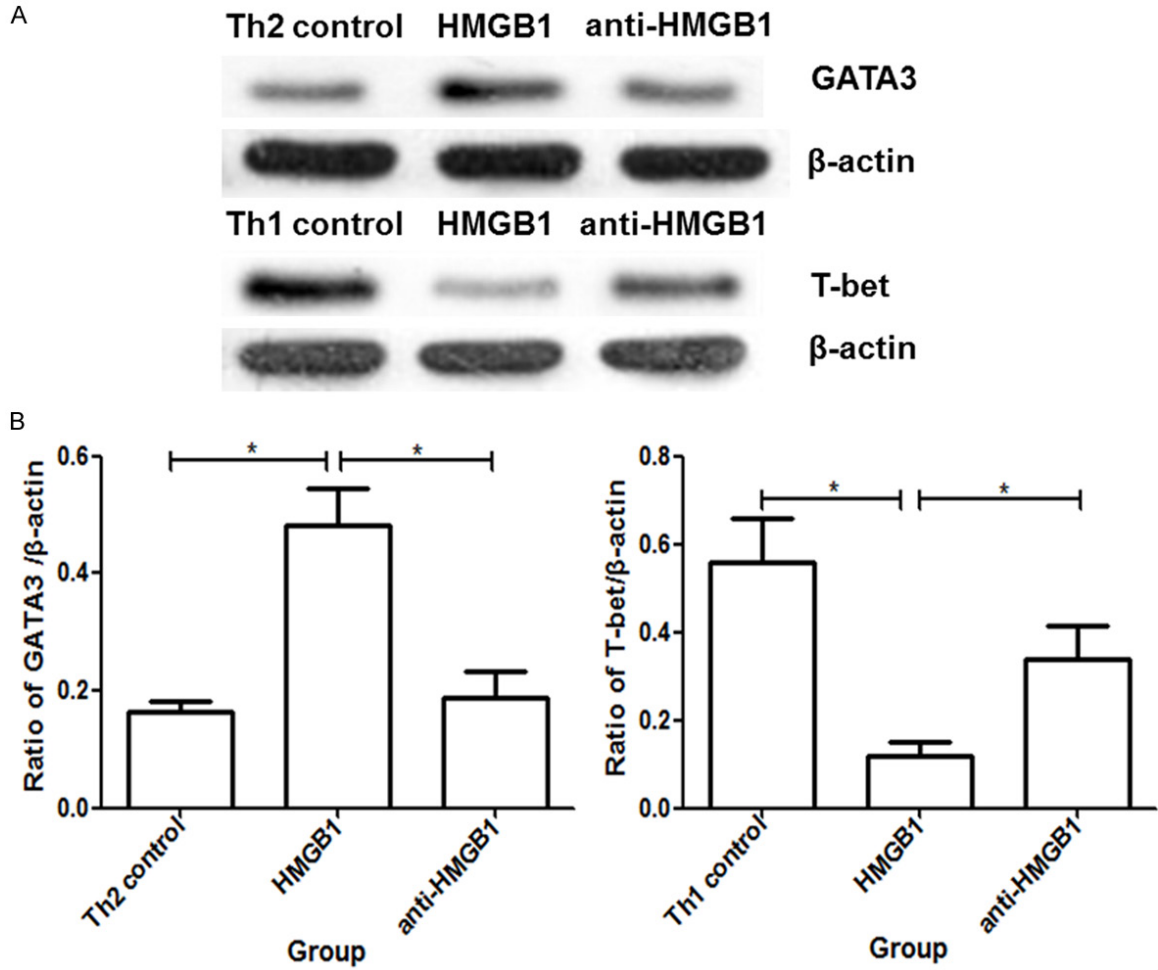 A
Th2 control HMGB1 anti-HMGB1
GATA3
β-actin
Th1 control HMGB1 anti-HMGB1
T-bet
β-actin
B
Ratio of GATA3 /β-actin
0.6
0.4
0.2
0.0
* *
Th2 control
HMGB1
anti-HMGB1
Group
Ratio of T-bet/β-actin
0.8
0.6
0.4
0.2
0.0
* *
Th1 control
HMGB1
anti-HMGB1
Group